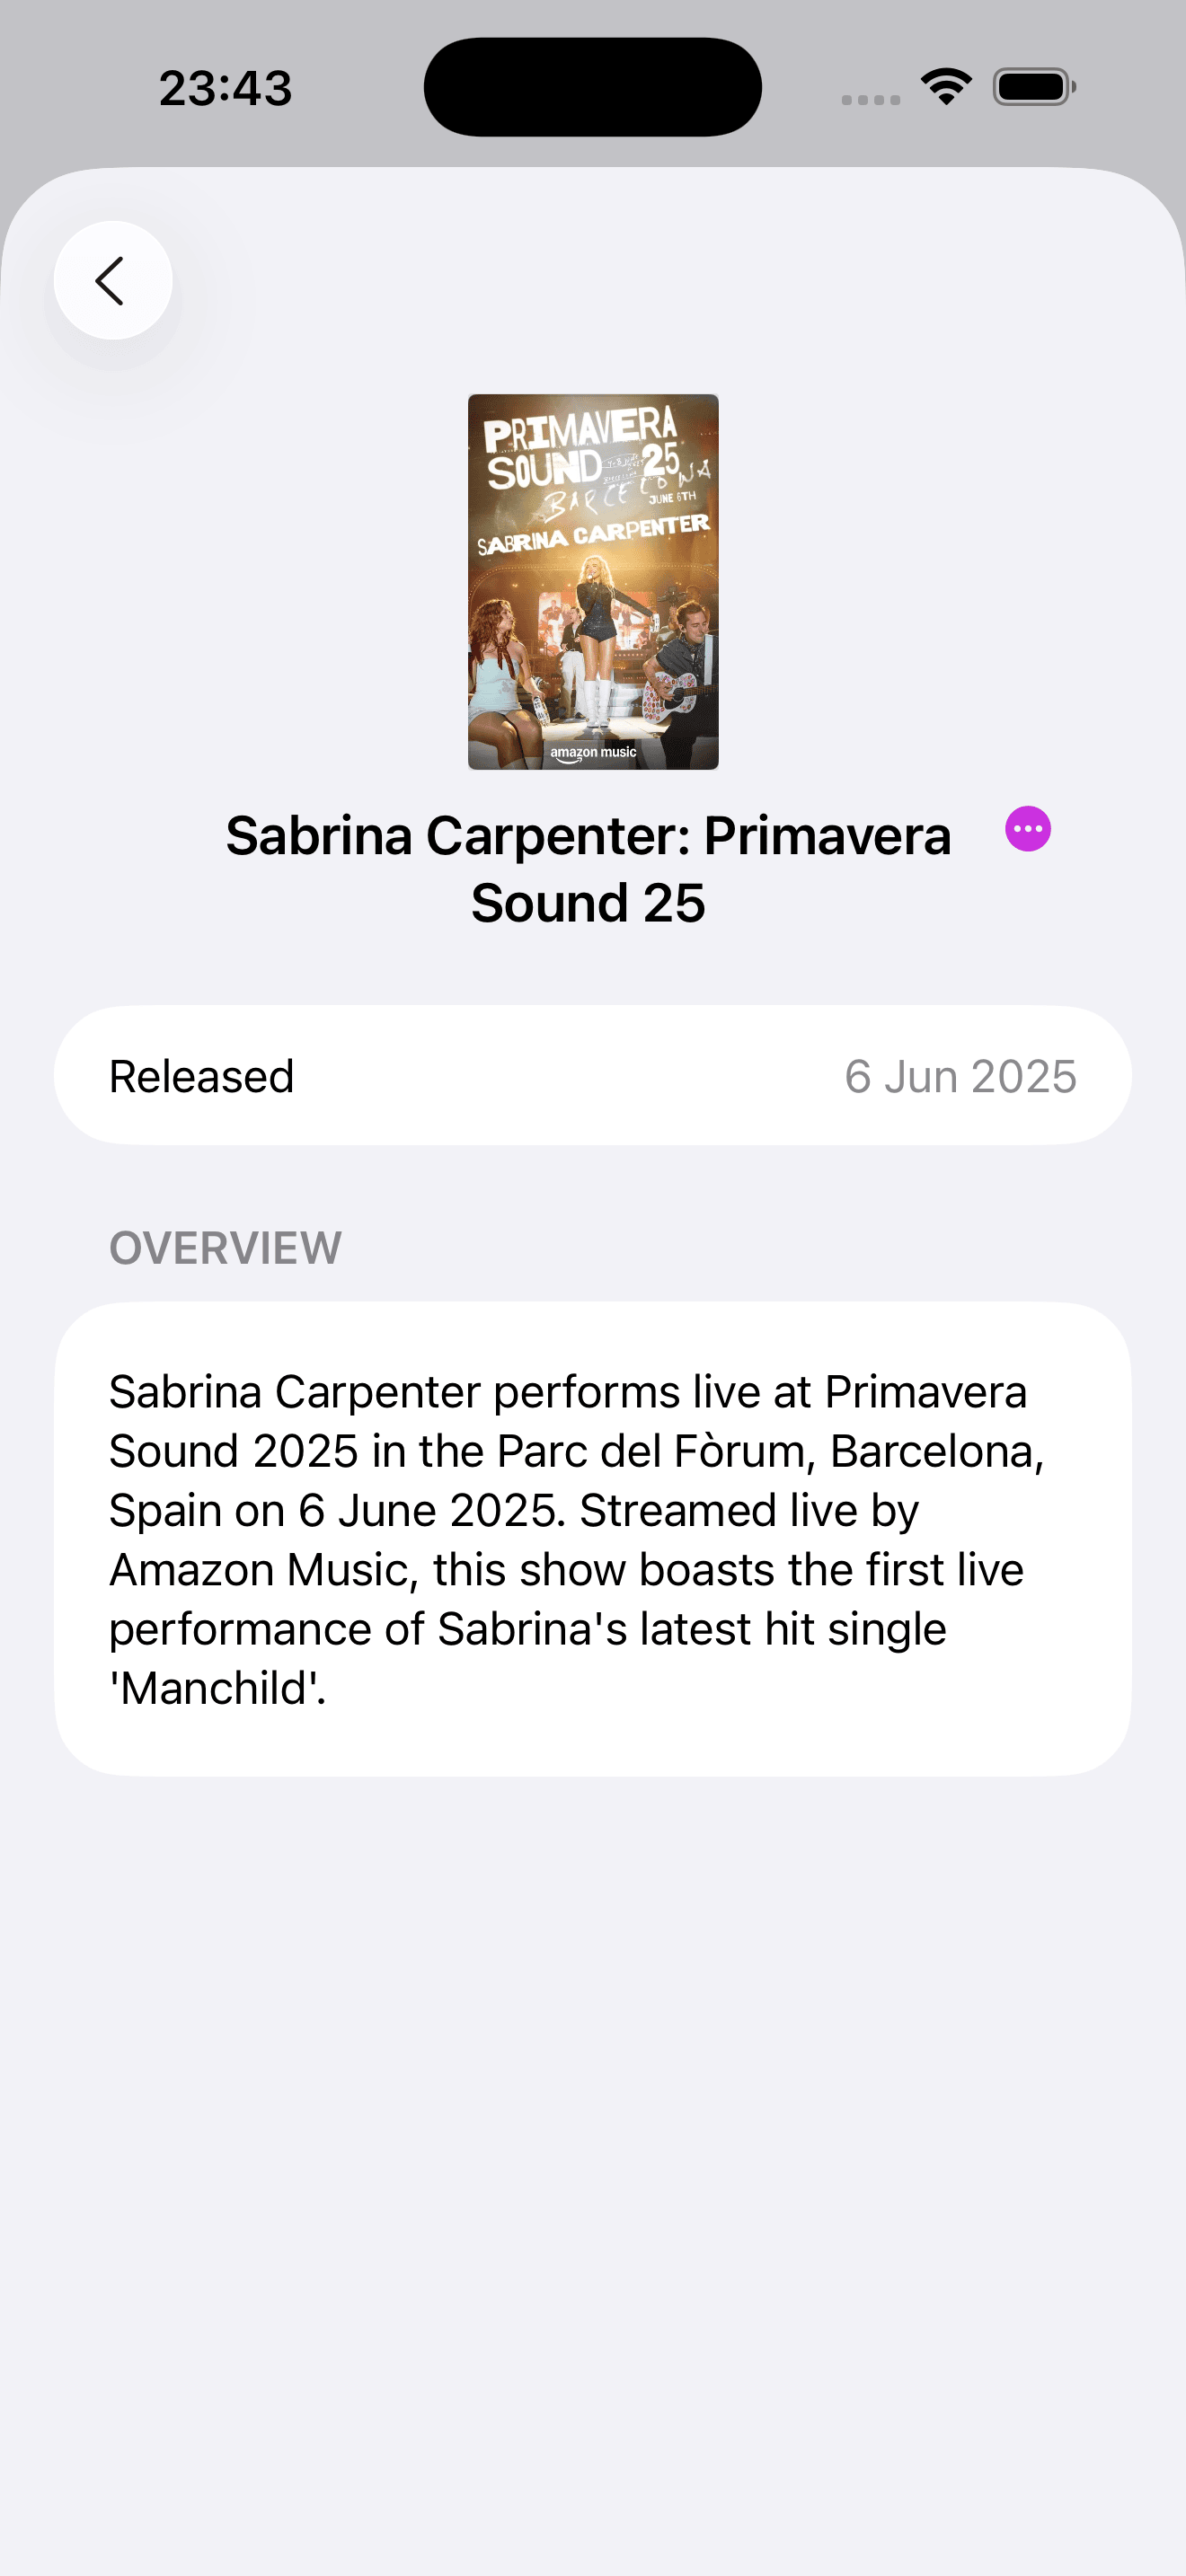 23:43
PRIMAVERA
SOUND 25
BARCELONA
JUNE 6TH
SABRINA CARPENTER
amazon music
Sabrina Carpenter: Primavera
Sound 25
Released 6 Jun 2025
OVERVIEW
Sabrina Carpenter performs live at Primavera
Sound 2025 in the Parc del Fòrum, Barcelona,
Spain on 6 June 2025. Streamed live by
Amazon Music, this show boasts the first live
performance of Sabrina's latest hit single
'Manchild'.